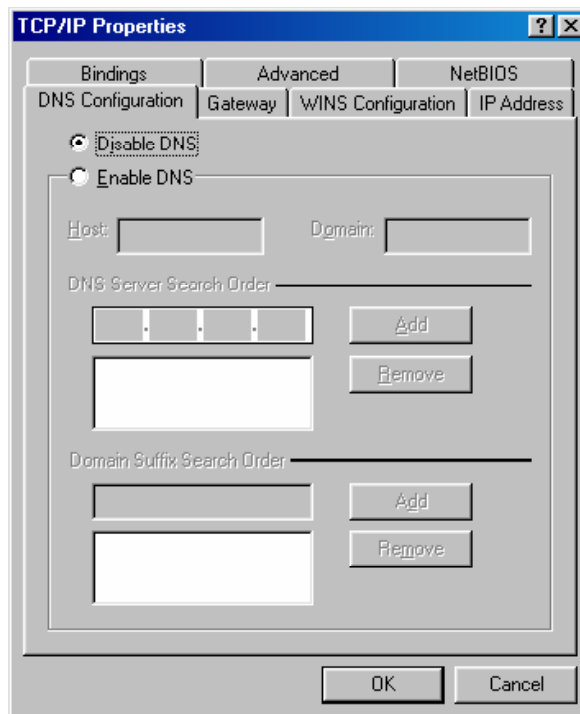 TCP/IP Properties
Bindings Advanced NetBIOS
DNS Configuration Gateway WINS Configuration IP Address
Disable DNS
Enable DNS
Host: Domain:
DNS Server Search Order
Add
Remove
Domain Suffix Search Order
Add
Remove
OK Cancel